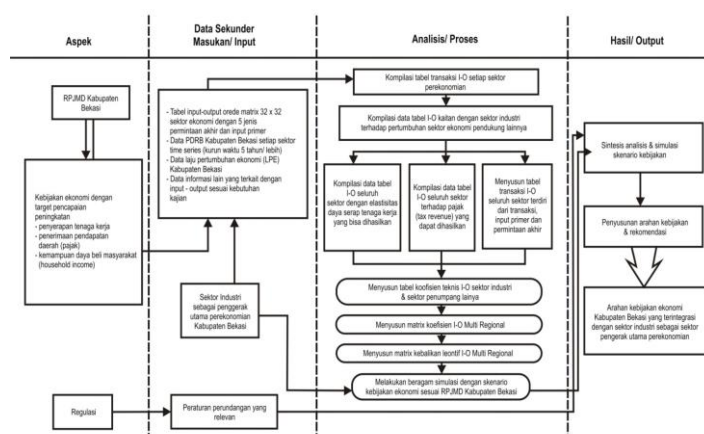 Aspek
Data Sekunder
Masukan/ Input
Analisis/ Proses
Hasil/ Output
RPJMD Kabupaten
Bekasi
Kebijakan ekonomi dengan
target pencapaian
peningkatan
- penyerapan tenaga kerja
- penerimaan pendapatan
daerah (pajak)
- kemampuan daya beli masyarakat
(household income)
Regulasi
- Tabel input-output orede matrix 32 x 32
sektor ekonomi dengan 5 jenis
permintaan akhir dan input primer
- Data PDRB Kabupaten Bekasi setiap sektor
time series (kurun waktu 5 tahun/ lebih)
- Data laju pertumbuhan ekonomi (LPE)
Kabupaten Bekasi
- Data informasi lain yang terkait dengan
input - output sesuai kebutuhan
kajian
Sektor Industri
sebagai penggerak
utama perekonomian
Kabupaten Bekasi
Peraturan perundangan yang
relevan
Kompilasi tabel transaksi I-O setiap sektor
perekonomian
Kompilasi data tabel I-O kaitan dengan sektor industri
terhadap pertumbuhan sektor ekonomi pendukung lainnya
Kompilasi data tabel
I-O seluruh
sektor dengan elastisitas
daya serap tenaga kerja
yang bisa dihasilkan
Kompilasi data tabel
I-O seluruh sektor
terhadap pajak
(tax revenue) yang
dapat dihasilkan
Menyusun tabel
transaksi I-O
seluruh sektor terdiri
dari transaksi,
input primer dan
permintaan akhir
Menyusun tabel koofisien teknis I-O sektor industri
& sektor penumpang lainya
Menyusun matrix koefisien I-O Multi Regional
Menyusun matrix kebalikan leontif I-O Multi Regional
Melakukan beragam simulasi dengan skenario
kebijakan ekonomi sesuai RPJMD Kabupaten Bekasi
Sintesis analisis & simulasi
skenario kebijakan
Penyusunan arahan kebijakan
& rekomendasi
Arahan kebijakan ekonomi
Kabupaten Bekasi yang terintegrasi
dengan sektor industri sebagai sektor
pengerak utama perekonomian